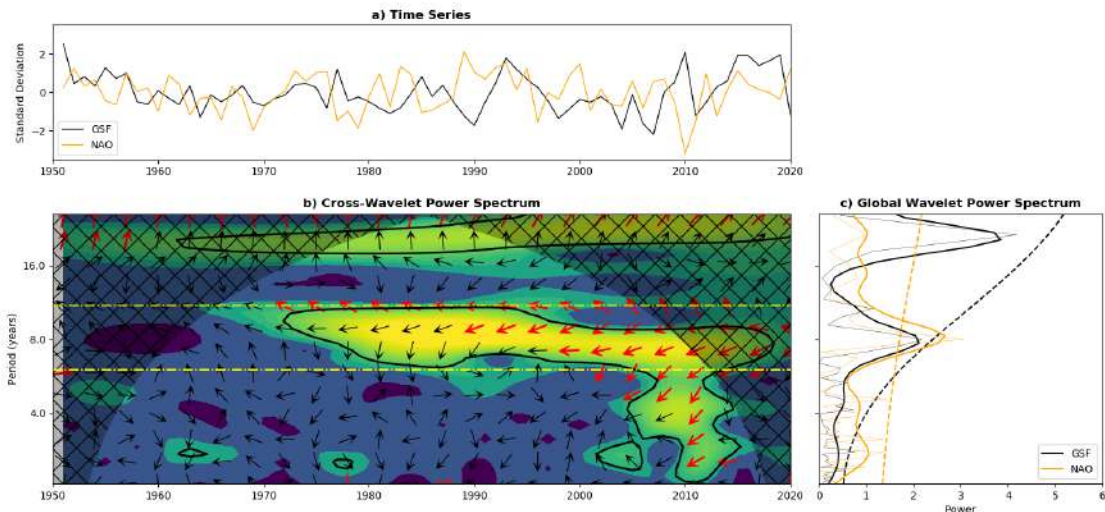 a) Time Series
Standard Deviation
2
0
−2
GSF
NAO
1950 1960 1970 1980 1990 2000 2010 2020
b) Cross-Wavelet Power Spectrum
Period (years)
16.0
8.0
4.0
1950 1960 1970 1980 1990 2000 2010 2020
c) Global Wavelet Power Spectrum
GSF
NAO
0 1 2 3 4 5 6
Power